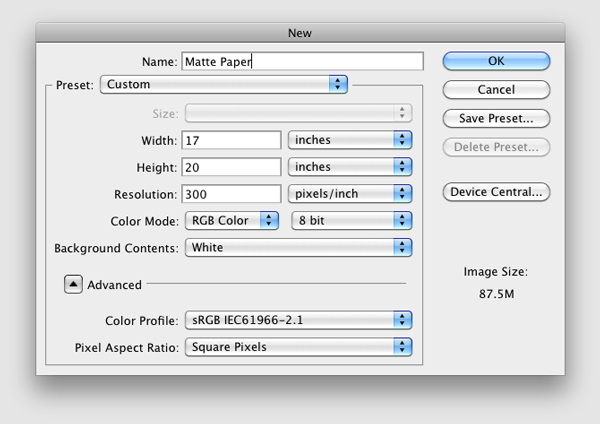 New
Name: Matte Paper
OK
Preset: Custom
Cancel
Size:
Save Preset...
Width: 17 inches
Delete Preset...
Height: 20 inches
Resolution: 300 pixels/inch
Device Central...
Color Mode: RGB Color 8 bit
Background Contents: White
Advanced
Image Size:
87.5M
Color Profile: sRGB IEC61966-2.1
Pixel Aspect Ratio: Square Pixels